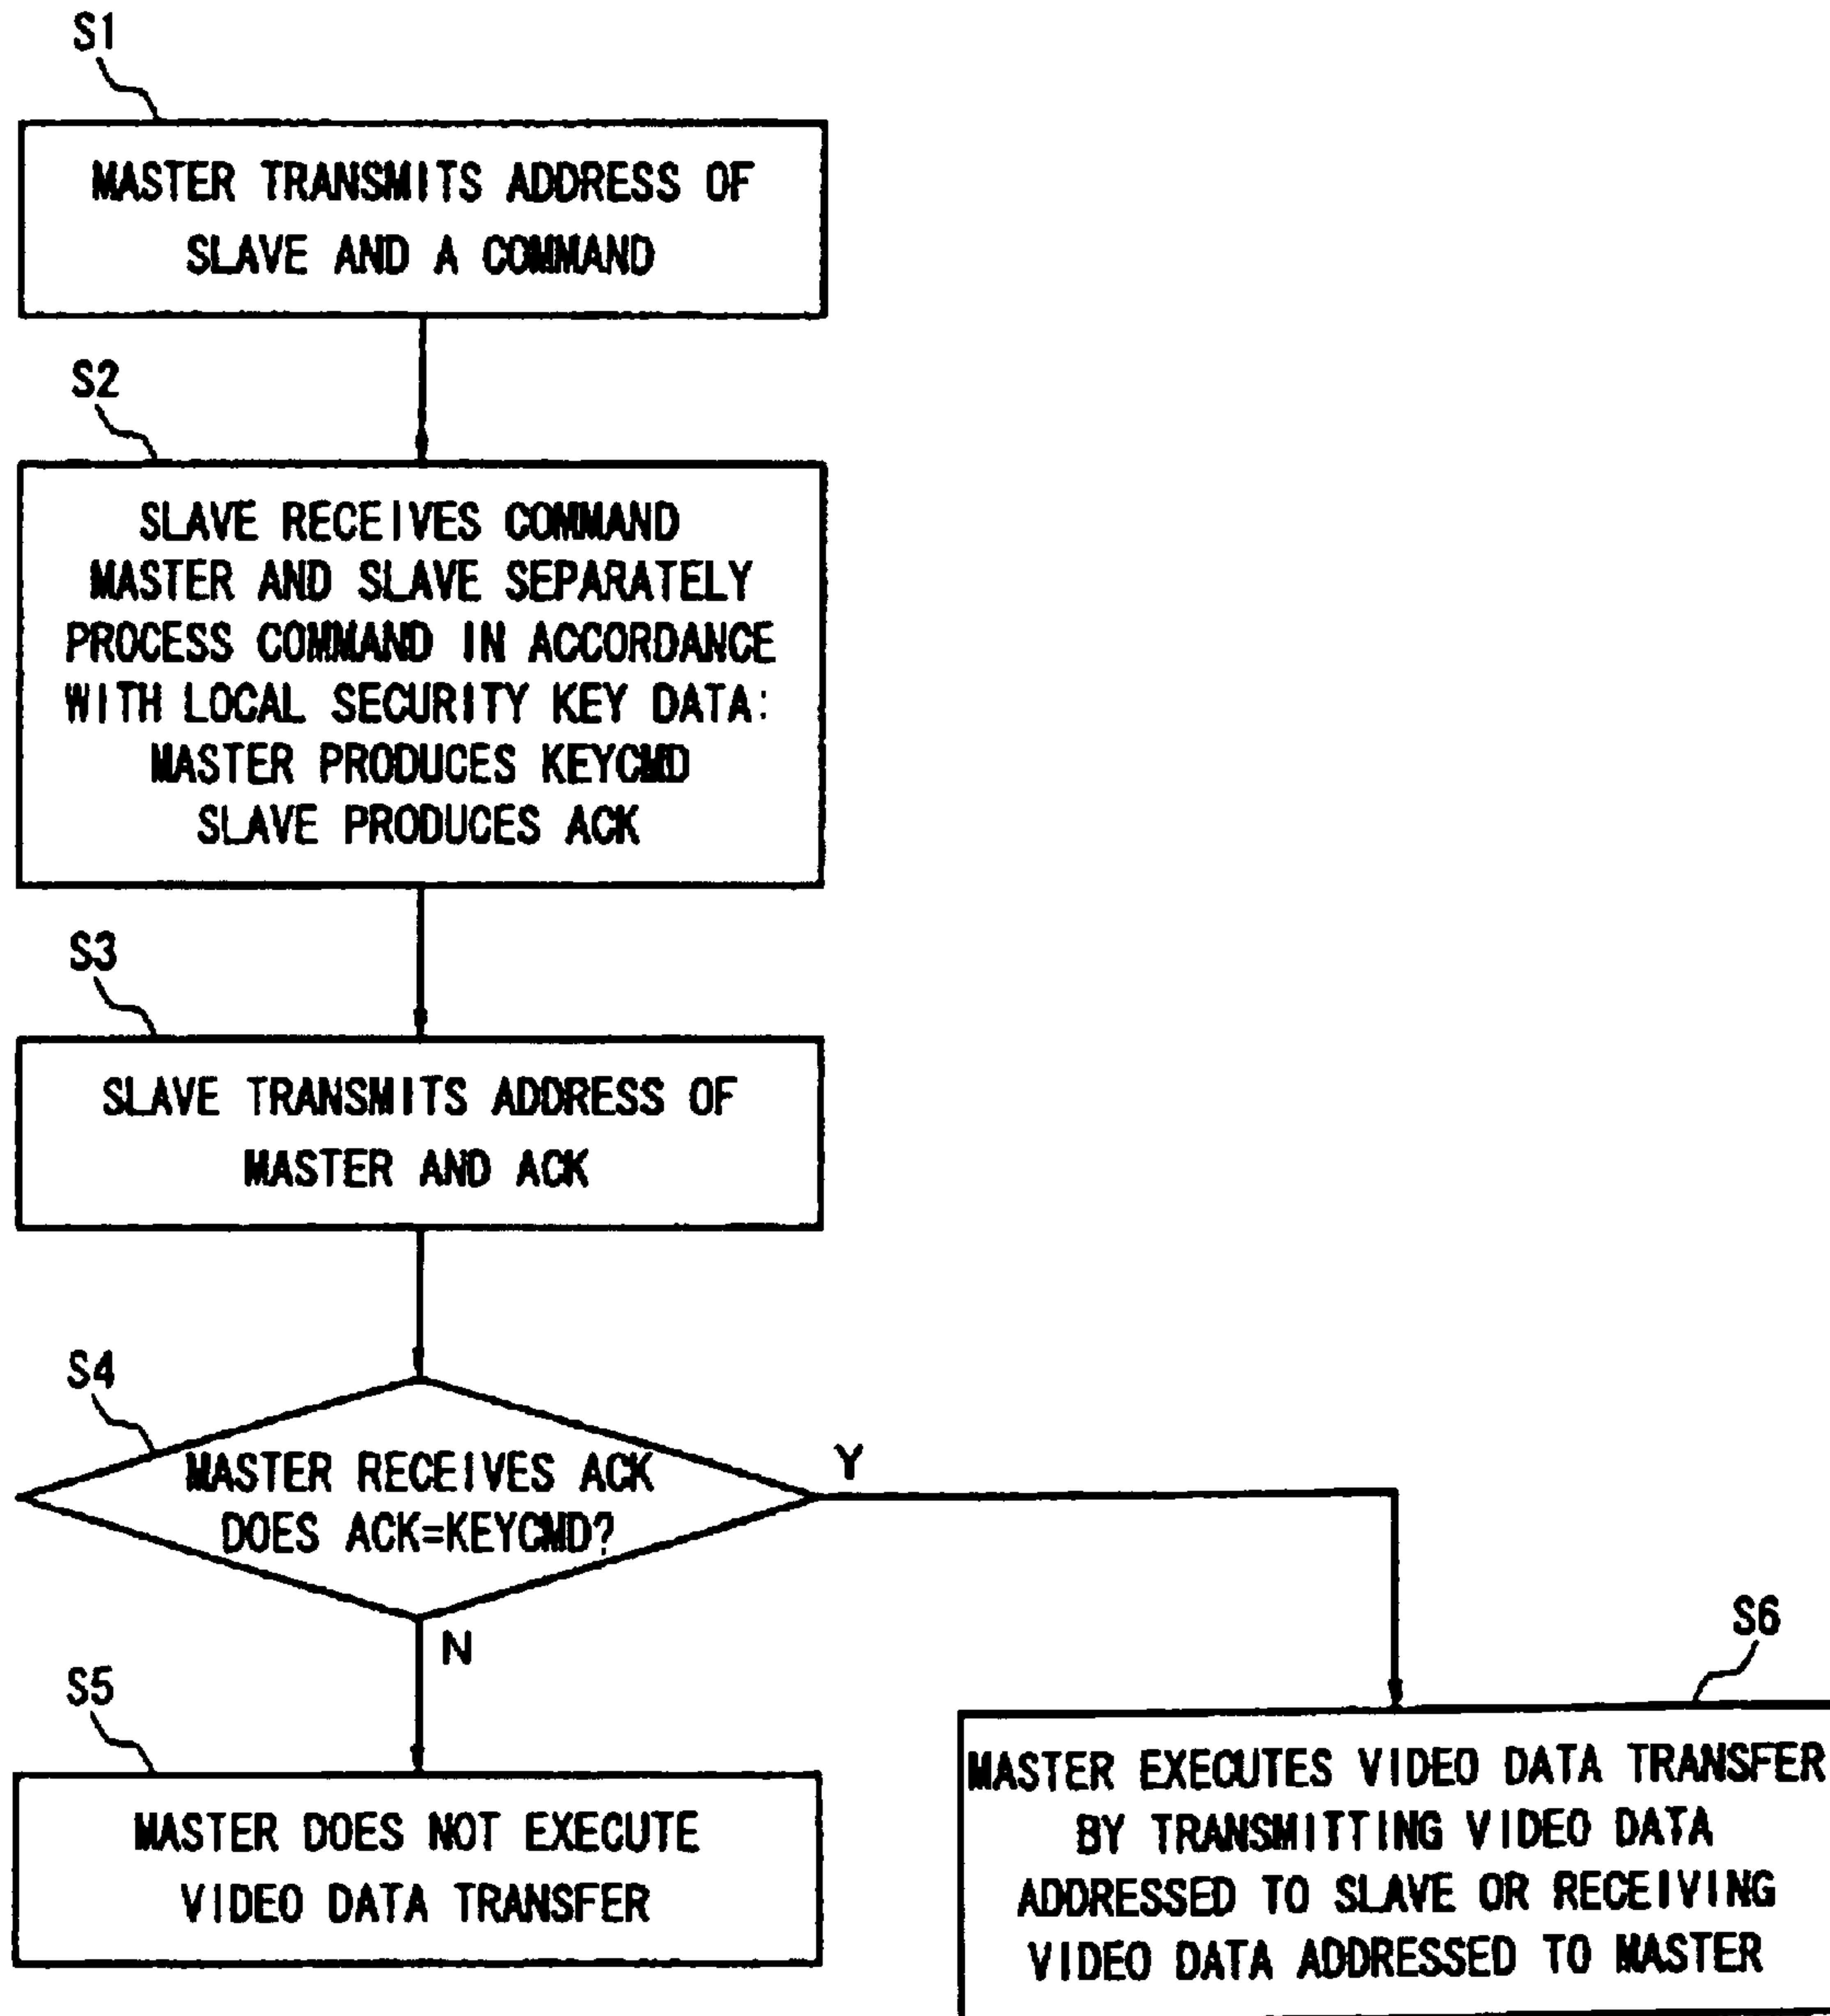 S1
MASTER TRANSMITS ADDRESS OF
SLAVE AND A COMMAND
S2
SLAVE RECEIVES COMMAND
MASTER AND SLAVE SEPARATELY
PROCESS COMMAND IN ACCORDANCE
WITH LOCAL SECURITY KEY DATA:
MASTER PRODUCES KEYCMD
SLAVE PRODUCES ACK
S3
SLAVE TRANSMITS ADDRESS OF
MASTER AND ACK
S4
MASTER RECEIVES ACK
DOES ACK=KEYCMD?
Y
N
S5
MASTER DOES NOT EXECUTE
VIDEO DATA TRANSFER
S6
MASTER EXECUTES VIDEO DATA TRANSFER
BY TRANSMITTING VIDEO DATA
ADDRESSED TO SLAVE OR RECEIVING
VIDEO DATA ADDRESSED TO MASTER